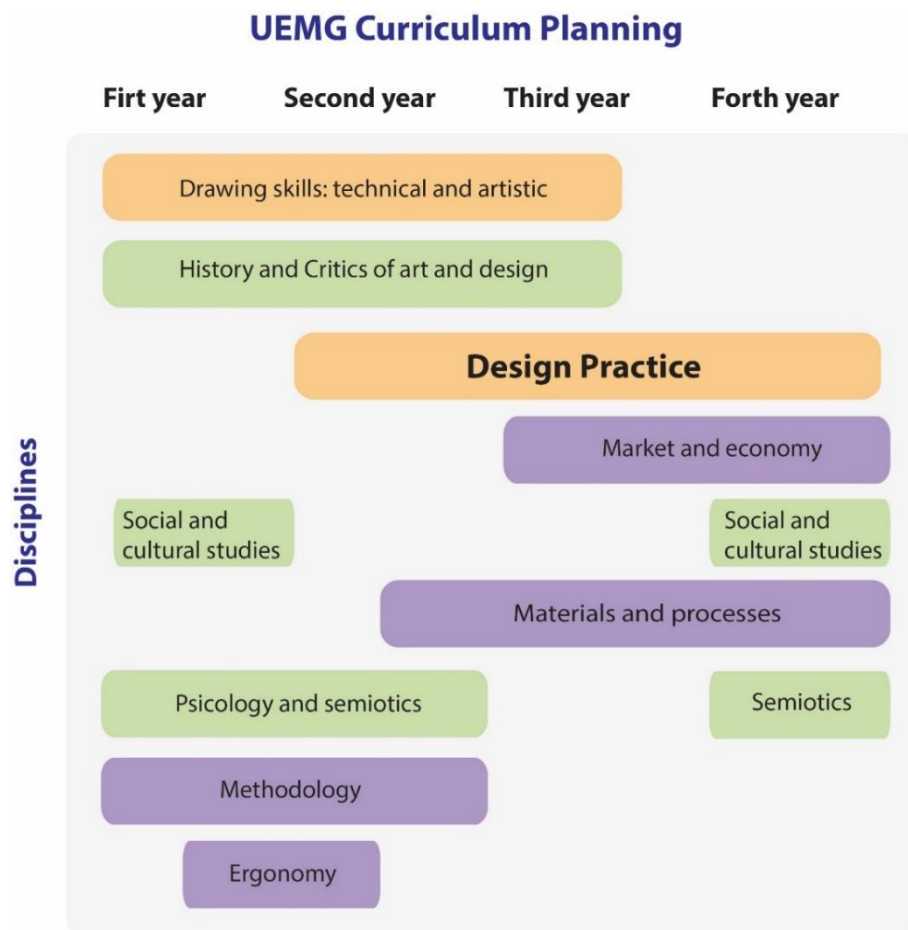 UEMG Curriculum Planning
Firt year
Second year
Third year
Forth year
Disciplines
Drawing skills: technical and artistic
History and Critics of art and design
Design Practice
Market and economy
Social and
cultural studies
Social and
cultural studies
Materials and processes
Psicology and semiotics
Semiotics
Methodology
Ergonomy